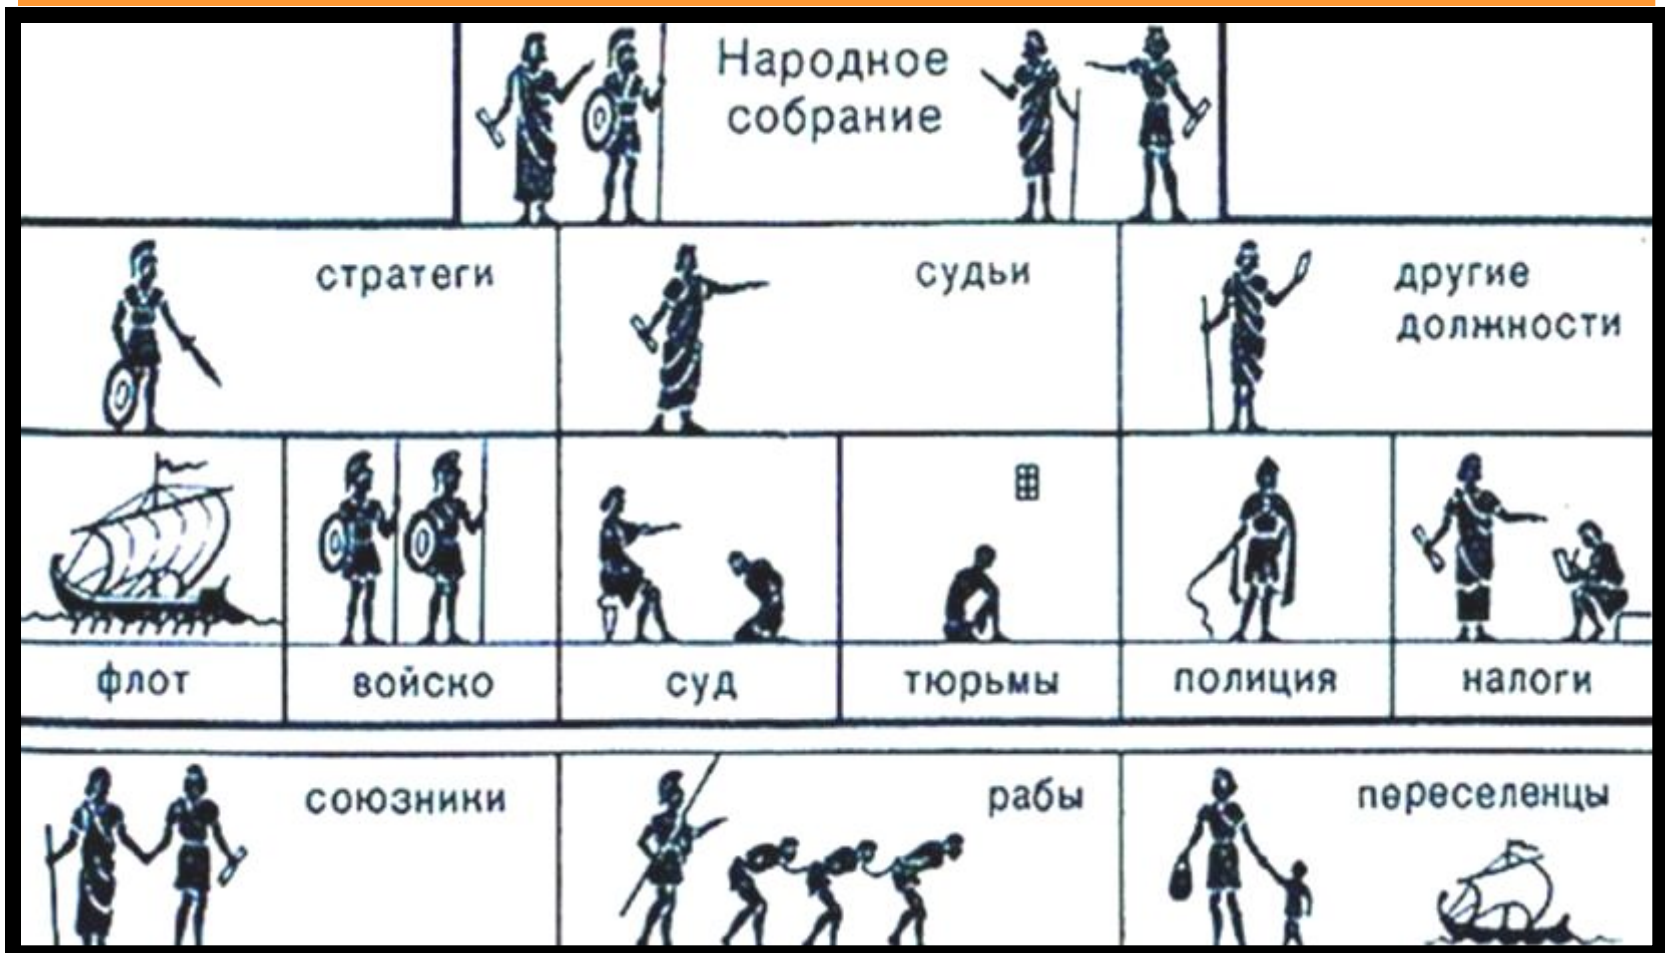 Народное
собрание
стратеги
судьи
другие
должности
флот
войско
суд
тюрьмы
полиция
налоги
союзники
рабы
переселенцы